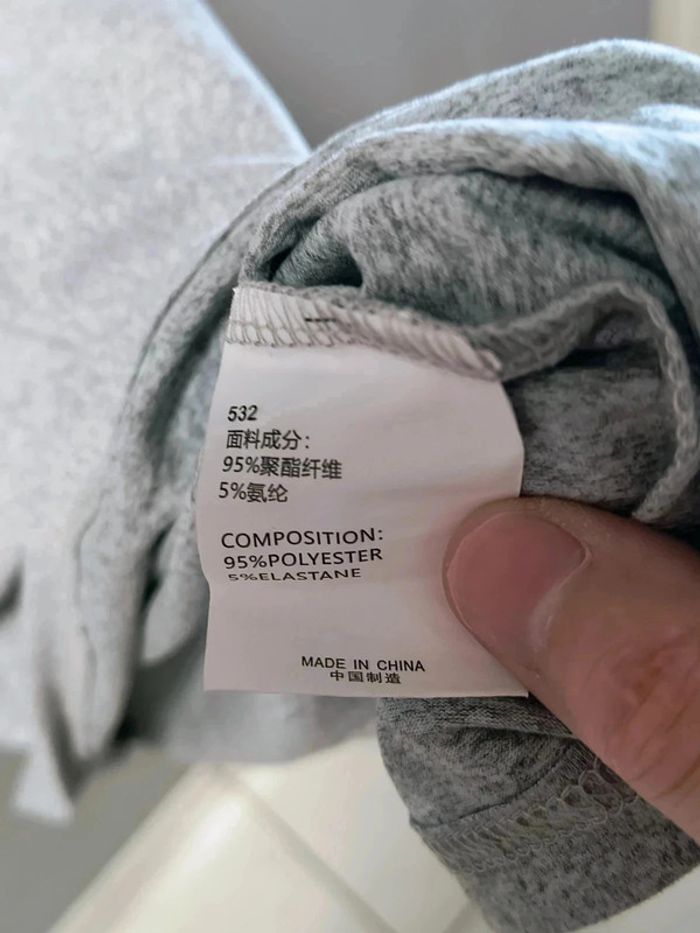 532
面料成分:
95%聚酯纤维
5%氨纶
COMPOSITION:
95%POLYESTER
5%ELASTANE
MADE IN CHINA
中国制造